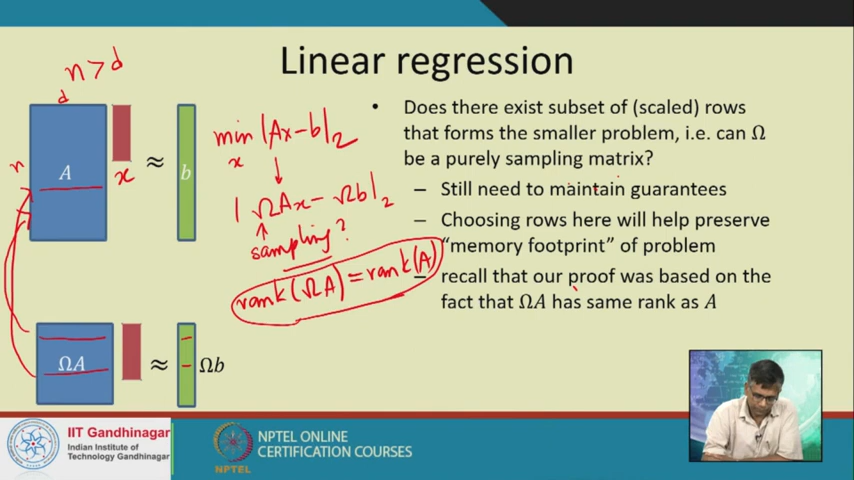 Linear regression
n > d
d
n
A
x
≈
b
min |Ax-b|₂
x
↓
| ΩAx - Ωb|₂
↑
sampling?
rank(ΩA) = rank(A)
ΩA
≈
Ωb
• Does there exist subset of (scaled) rows
that forms the smaller problem, i.e. can Ω
be a purely sampling matrix?
– Still need to maintain guarantees
– Choosing rows here will help preserve
“memory footprint” of problem
– recall that our proof was based on the
fact that ΩA has same rank as A
IIT Gandhinagar
Indian Institute of
Technology Gandhinagar
NPTEL
NPTEL ONLINE
CERTIFICATION COURSES